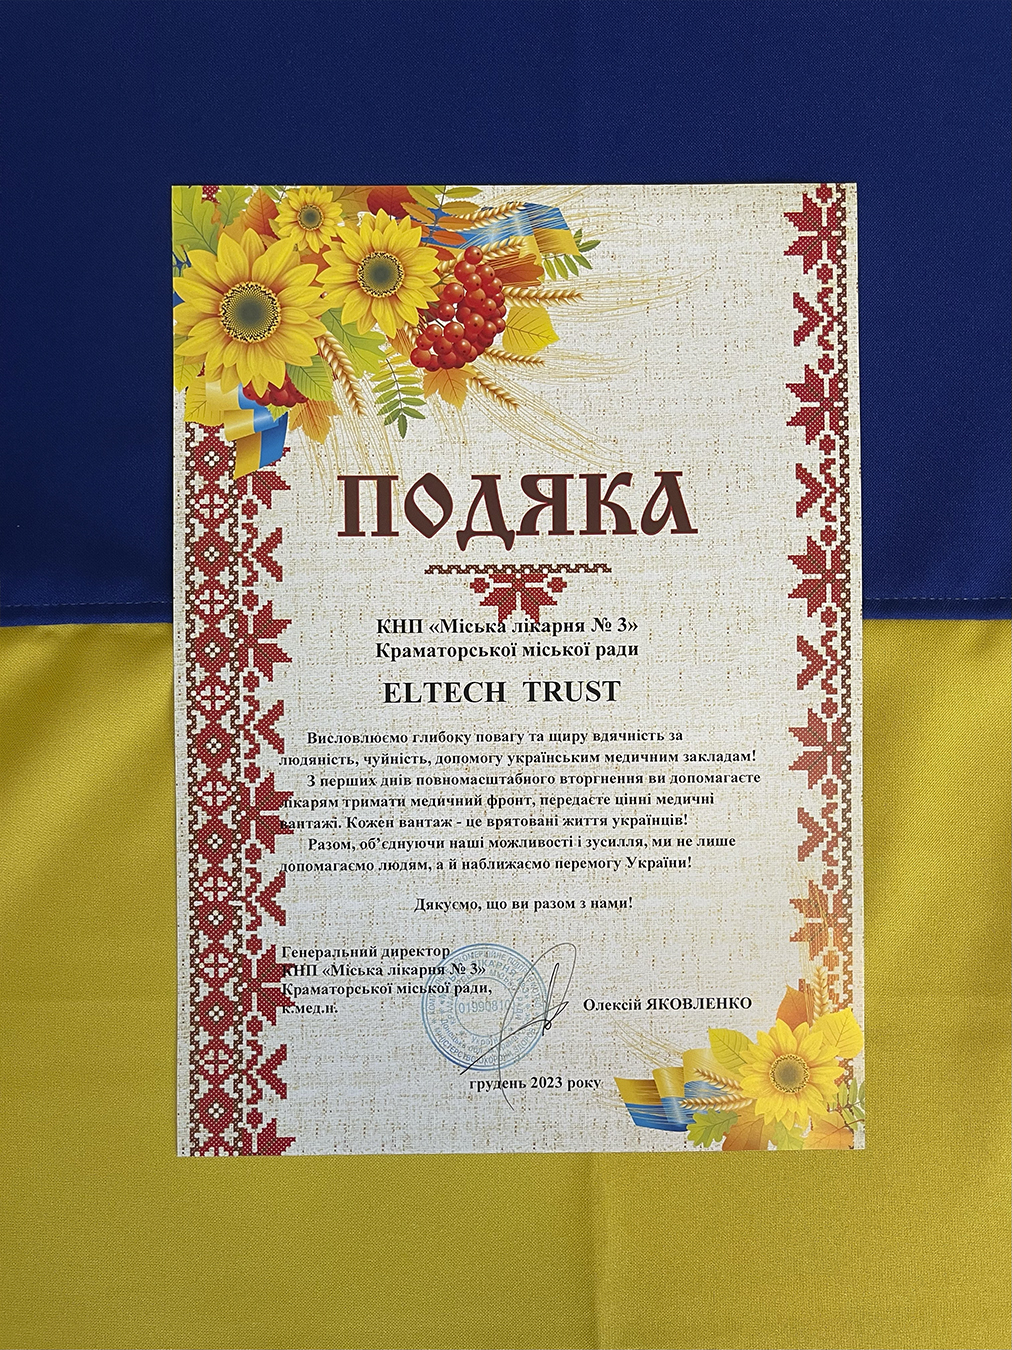 ПОДЯКА
КНП «Міська лікарня № 3»
Краматорської міської ради
ELTECH TRUST
Висловлюємо глибоку повагу та щиру вдячність за
людяність, чуйність, допомогу українським медичним закладам!
З перших днів повномасштабного вторгнення ви допомагаєте
лікарям тримати медичний фронт, передаєте цінні медичні
вантажі. Кожен вантаж - це врятовані життя українців!
Разом, об’єднуючи наші можливості і зусилля, ми не лише
допомагаємо людям, а й наближаємо перемогу України!
Дякуємо, що ви разом з нами!
Генеральний директор
КНП «Міська лікарня № 3»
Краматорської міської ради,
к.мед.н.
Олексій ЯКОВЛЕНКО
01990810
грудень 2023 року